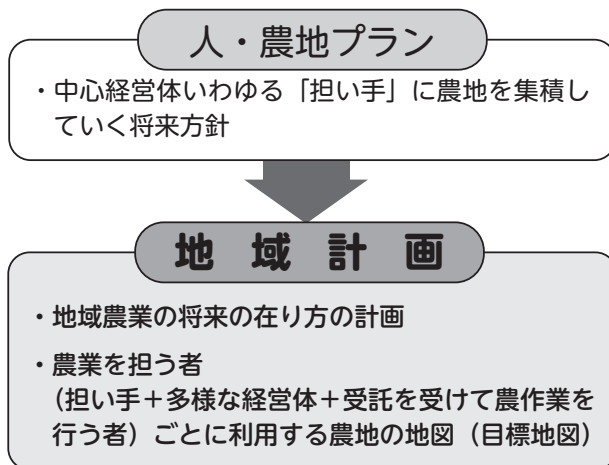 人・農地プラン
・中心経営体いわゆる「担い手」に農地を集積し
ていく将来方針
地域計画
・地域農業の将来の在り方の計画
・農業を担う者
（担い手＋多様な経営体＋受託を受けて農作業を
行う者）ごとに利用する農地の地図（目標地図）